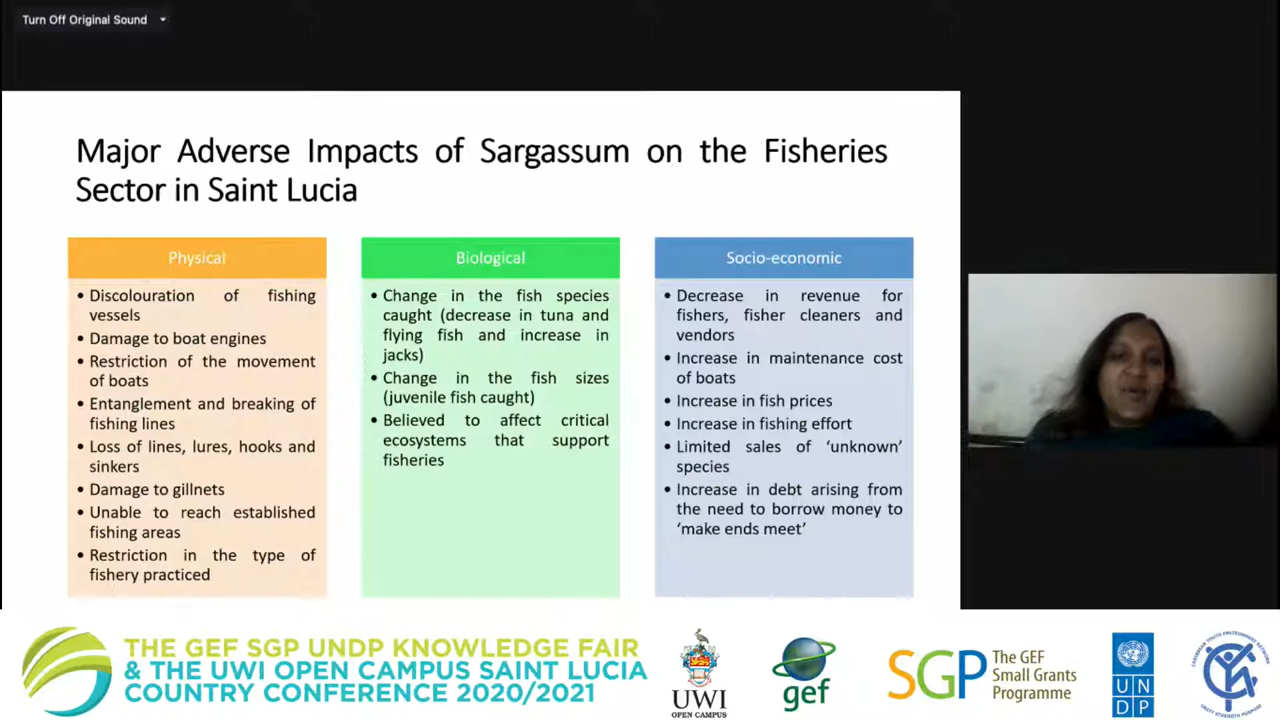 Turn Off Original Sound
Major Adverse Impacts of Sargassum on the Fisheries
Sector in Saint Lucia
Physical
• Discolouration of fishing
vessels
• Damage to boat engines
• Restriction of the movement
of boats
• Entanglement and breaking of
fishing lines
• Loss of lines, lures, hooks and
sinkers
• Damage to gillnets
• Unable to reach established
fishing areas
• Restriction in the type of
fishery practiced
Biological
• Change in the fish species
caught (decrease in tuna and
flying fish and increase in
jacks)
• Change in the fish sizes
(juvenile fish caught)
• Believed to affect critical
ecosystems that support
fisheries
Socio-economic
• Decrease in revenue for
fishers, fisher cleaners and
vendors
• Increase in maintenance cost
of boats
• Increase in fish prices
• Increase in fishing effort
• Limited sales of ‘unknown’
species
• Increase in debt arising from
the need to borrow money to
‘make ends meet’
THE GEF SGP UNDP KNOWLEDGE FAIR
& THE UWI OPEN CAMPUS SAINT LUCIA
COUNTRY CONFERENCE 2020/2021
UWI
OPEN CAMPUS
gef
SGP
The GEF
Small Grants
Programme
U N
D P
CARIBBEAN YOUTH ENVIRONMENT NETWORK
UNITY STRENGTH PURPOSE